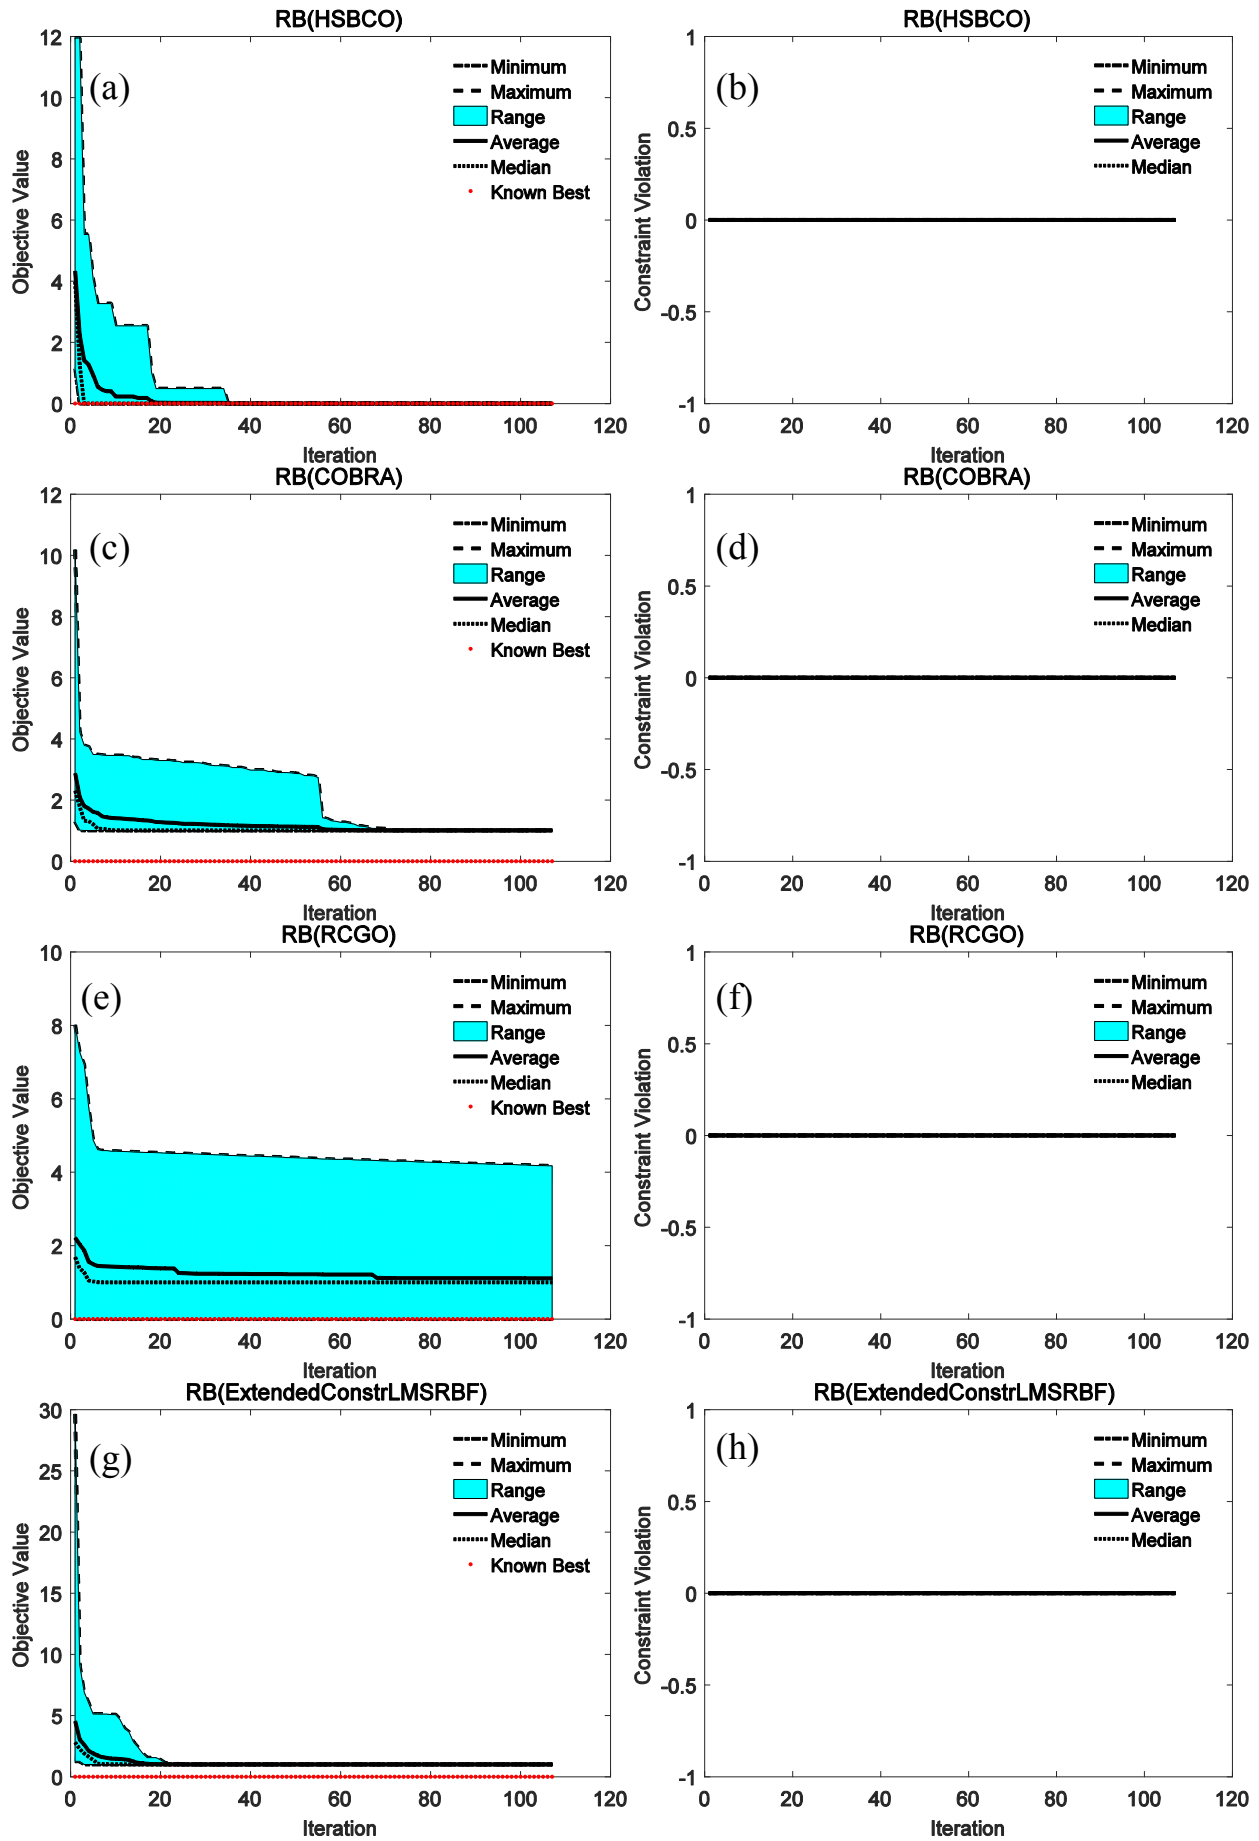 RB(HSBCO)
12
10
8
6
4
2
0
(a)
Minimum
Maximum
Range
Average
Median
Known Best
Objective Value
0 20 40 60 80 100 120
Iteration
RB(HSBCO)
1
0.5
0
-0.5
-1
(b)
Minimum
Maximum
Range
Average
Median
Constraint Violation
0 20 40 60 80 100 120
Iteration
RB(COBRA)
12
10
8
6
4
2
0
(c)
Minimum
Maximum
Range
Average
Median
Known Best
Objective Value
0 20 40 60 80 100 120
Iteration
RB(COBRA)
1
0.5
0
-0.5
-1
(d)
Minimum
Maximum
Range
Average
Median
Constraint Violation
0 20 40 60 80 100 120
Iteration
RB(RCGO)
10
8
6
4
2
0
(e)
Minimum
Maximum
Range
Average
Median
Known Best
Objective Value
0 20 40 60 80 100 120
Iteration
RB(RCGO)
1
0.5
0
-0.5
-1
(f)
Minimum
Maximum
Range
Average
Median
Constraint Violation
0 20 40 60 80 100 120
Iteration
RB(ExtendedConstrLMSRBF)
30
25
20
15
10
5
0
(g)
Minimum
Maximum
Range
Average
Median
Known Best
Objective Value
0 20 40 60 80 100 120
Iteration
RB(ExtendedConstrLMSRBF)
1
0.5
0
-0.5
-1
(h)
Minimum
Maximum
Range
Average
Median
Constraint Violation
0 20 40 60 80 100 120
Iteration